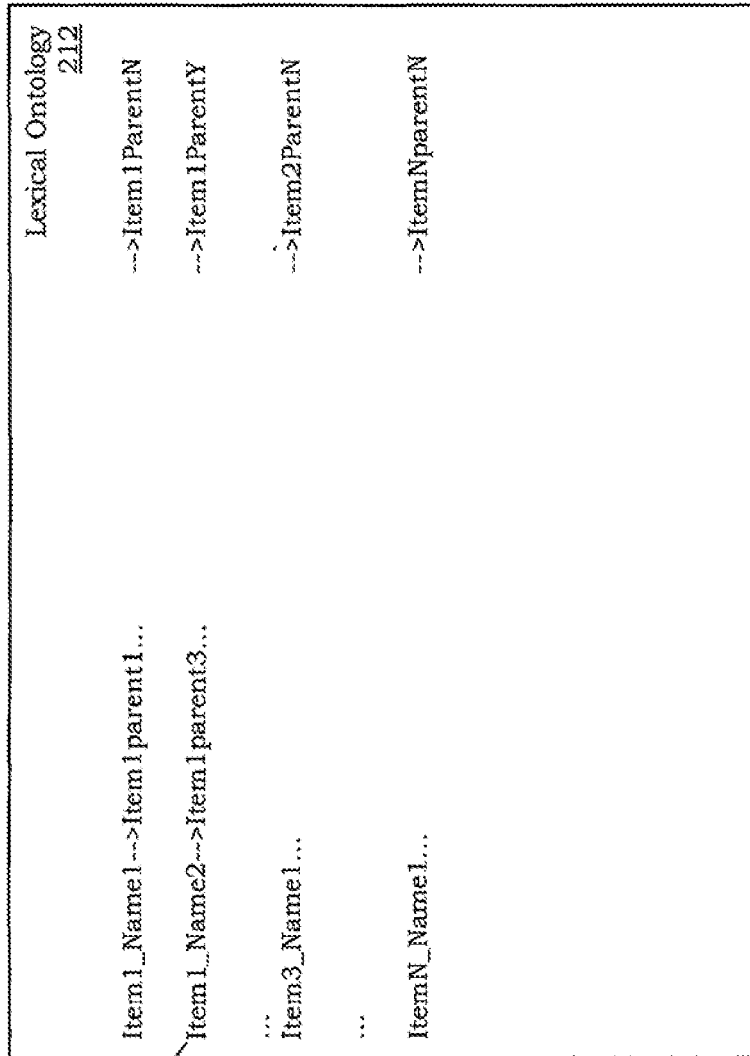 Lexical Ontology
212
Item1_Name1-->Item1parent1... -->Item1ParentN
Item1_Name2-->Item1parent3... -->Item1ParentY
...
Item3_Name1... -->Item2ParentN
...
ItemN_Name1... -->ItemNparentN